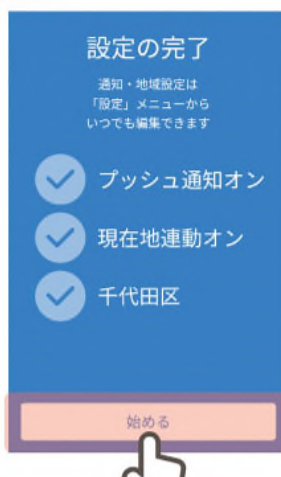 設定の完了
通知・地域設定は
「設定」メニューから
いつでも編集できます
プッシュ通知オン
現在地連動オン
千代田区
始める